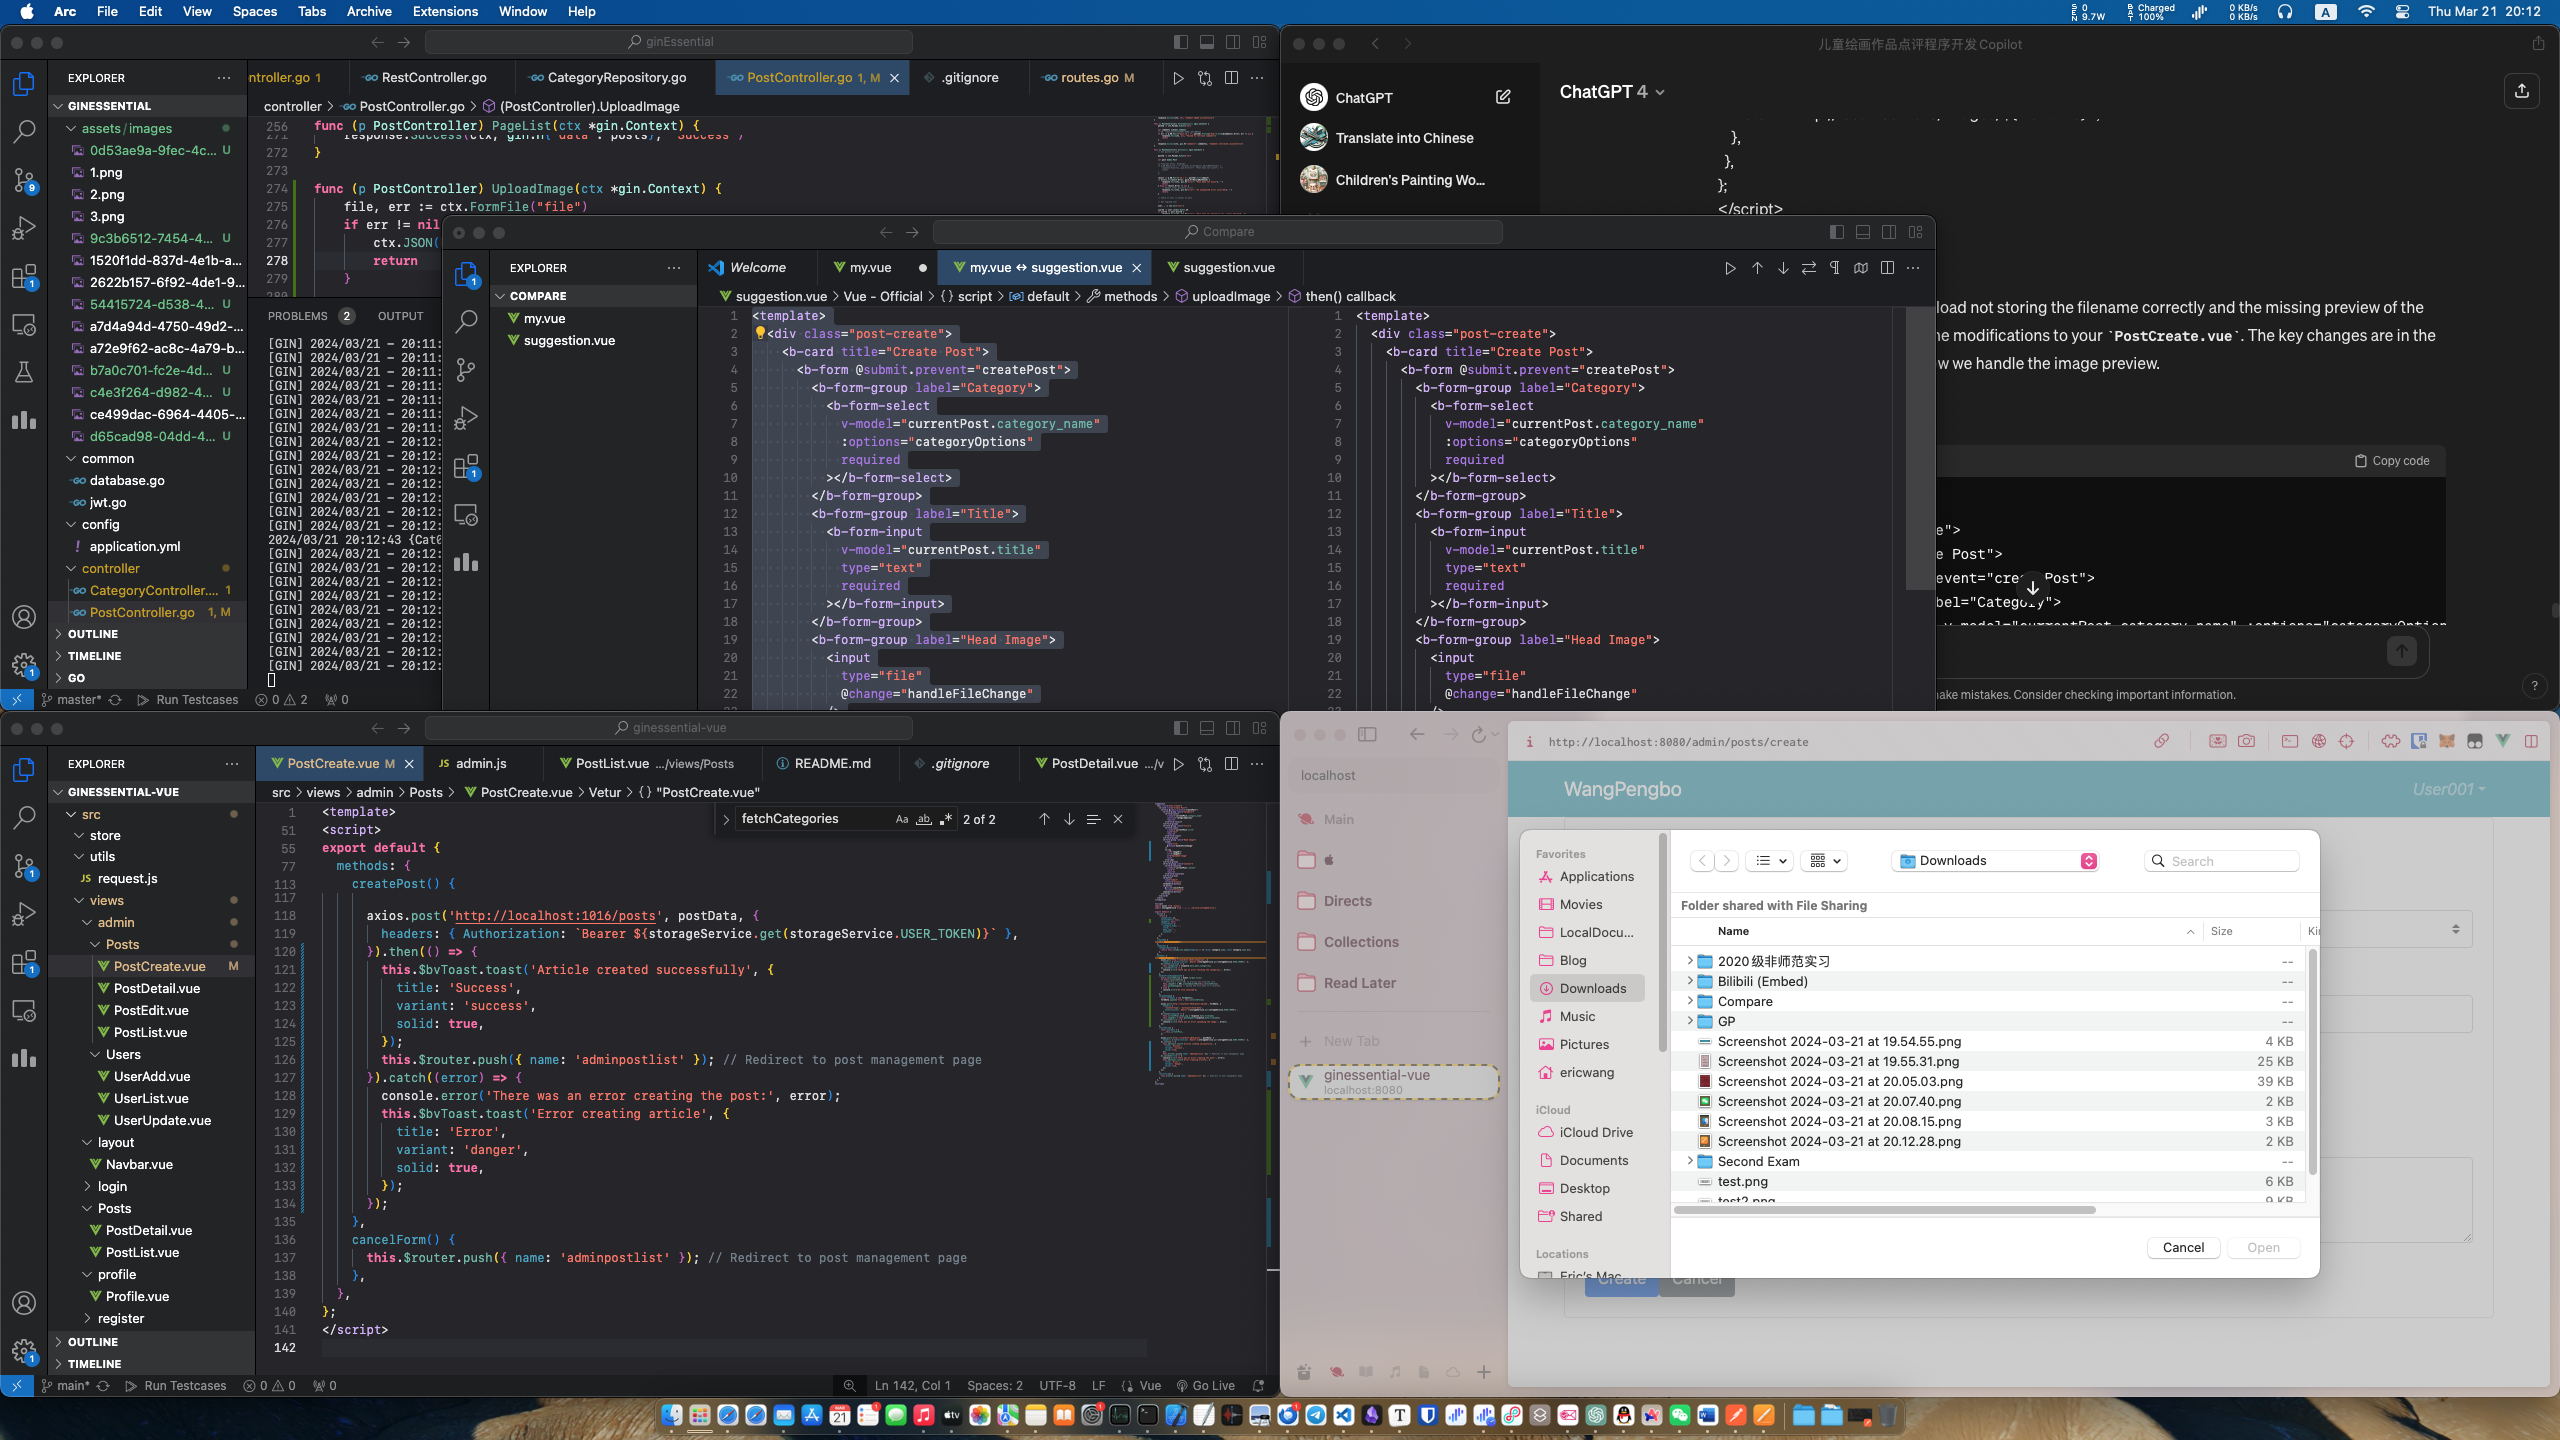 Arc File Edit View Spaces Tabs Archive Extensions Window Help
0 9.7W Charged 100% 0 KB/s 0 KB/s A Thu Mar 21 20:12
ginEssential
EXPLORER
ntroller.go 1 RestController.go CategoryRepository.go PostController.go 1, M .gitignore routes.go M
controller > PostController.go > (PostController).UploadImage
GINESSENTIAL
assets/images
0d53ae9a-9fec-4c... U
1.png
2.png
3.png
9c3b6512-7454-4... U
1520f1dd-837d-4e1b-a...
2622b157-6f92-4de1-9...
54415724-d538-4... U
a7d4a94d-4750-49d2-...
a72e9f62-ac8c-4a79-b...
b7a0c701-fc2e-4d... U
c4e3f264-d982-4... U
ce499dac-6964-4405-...
d65cad98-04dd-4... U
common
database.go
jwt.go
config
application.yml
controller
CategoryController.... 1
PostController.go 1, M
OUTLINE
TIMELINE
GO
256 func (p PostController) PageList(ctx *gin.Context) {
272 }
273
274 func (p PostController) UploadImage(ctx *gin.Context) {
275 file, err := ctx.FormFile("file")
276 if err != nil
277 ctx.JSON(
278 return
279 }
PROBLEMS 2 OUTPUT
[GIN] 2024/03/21 - 20:11:
[GIN] 2024/03/21 - 20:11:
[GIN] 2024/03/21 - 20:11:
[GIN] 2024/03/21 - 20:11:
[GIN] 2024/03/21 - 20:11:
[GIN] 2024/03/21 - 20:11:
[GIN] 2024/03/21 - 20:11:
[GIN] 2024/03/21 - 20:12:
[GIN] 2024/03/21 - 20:12:
[GIN] 2024/03/21 - 20:12:
[GIN] 2024/03/21 - 20:12:
[GIN] 2024/03/21 - 20:12:
[GIN] 2024/03/21 - 20:12:
[GIN] 2024/03/21 - 20:12:
2024/03/21 20:12:43 {Cat0
[GIN] 2024/03/21 - 20:12:
[GIN] 2024/03/21 - 20:12:
[GIN] 2024/03/21 - 20:12:
[GIN] 2024/03/21 - 20:12:
[GIN] 2024/03/21 - 20:12:
[GIN] 2024/03/21 - 20:12:
[GIN] 2024/03/21 - 20:12:
[GIN] 2024/03/21 - 20:12:
[GIN] 2024/03/21 - 20:12:
master* Run Testcases 0 2 0
Compare
EXPLORER
Welcome my.vue my.vue ↔ suggestion.vue suggestion.vue
COMPARE
my.vue
suggestion.vue
suggestion.vue > Vue - Official > {} script > default > methods > uploadImage > then() callback
1 <template>
2 <div class="post-create">
3 <b-card title="Create Post">
4 <b-form @submit.prevent="createPost">
5 <b-form-group label="Category">
6 <b-form-select
7 v-model="currentPost.category_name"
8 :options="categoryOptions"
9 required
10 ></b-form-select>
11 </b-form-group>
12 <b-form-group label="Title">
13 <b-form-input
14 v-model="currentPost.title"
15 type="text"
16 required
17 ></b-form-input>
18 </b-form-group>
19 <b-form-group label="Head Image">
20 <input
21 type="file"
22 @change="handleFileChange"
1 <template>
2 <div class="post-create">
3 <b-card title="Create Post">
4 <b-form @submit.prevent="createPost">
5 <b-form-group label="Category">
6 <b-form-select
7 v-model="currentPost.category_name"
8 :options="categoryOptions"
9 required
10 ></b-form-select>
11 </b-form-group>
12 <b-form-group label="Title">
13 <b-form-input
14 v-model="currentPost.title"
15 type="text"
16 required
17 ></b-form-input>
18 </b-form-group>
19 <b-form-group label="Head Image">
20 <input
21 type="file"
22 @change="handleFileChange"
儿童绘画作品点评程序开发Copilot
ChatGPT
Translate into Chinese
Children's Painting Wo...
ChatGPT 4
},
},
};
</script>
load not storing the filename correctly and the missing preview of the
ne modifications to your `PostCreate.vue`. The key changes are in the
w we handle the image preview.
Copy code
e">
e Post">
event="createPost">
bel="Category">
ake mistakes. Consider checking important information.
?
ginessential-vue
EXPLORER
PostCreate.vue M admin.js PostList.vue .../views/Posts README.md .gitignore PostDetail.vue .../v
src > views > admin > Posts > PostCreate.vue > Vetur > {} "PostCreate.vue"
GINESSENTIAL-VUE
src
store
utils
request.js
views
admin
Posts
PostCreate.vue M
PostDetail.vue
PostEdit.vue
PostList.vue
Users
UserAdd.vue
UserList.vue
UserUpdate.vue
layout
Navbar.vue
login
Posts
PostDetail.vue
PostList.vue
profile
Profile.vue
register
OUTLINE
TIMELINE
fetchCategories Aa ab .* 2 of 2
1 <template>
51 <script>
55 export default {
77 methods: {
113 createPost() {
117
118 axios.post('http://localhost:1016/posts', postData, {
119 headers: { Authorization: `Bearer ${storageService.get(storageService.USER_TOKEN)}` },
120 }).then(() => {
121 this.$bvToast.toast('Article created successfully', {
122 title: 'Success',
123 variant: 'success',
124 solid: true,
125 });
126 this.$router.push({ name: 'adminpostlist' }); // Redirect to post management page
127 }).catch((error) => {
128 console.error('There was an error creating the post:', error);
129 this.$bvToast.toast('Error creating article', {
130 title: 'Error',
131 variant: 'danger',
132 solid: true,
133 });
134 });
135 },
136 cancelForm() {
137 this.$router.push({ name: 'adminpostlist' }); // Redirect to post management page
138 },
139 },
140 };
141 </script>
142
main* Run Testcases 0 0 0 Ln 142, Col 1 Spaces: 2 UTF-8 LF Vue Go Live
http://localhost:8080/admin/posts/create
localhost
Main
Directs
Collections
Read Later
New Tab
ginessential-vue
localhost:8080
WangPengbo User001
Favorites
Applications
Movies
LocalDocu...
Blog
Downloads
Music
Pictures
ericwang
iCloud
iCloud Drive
Documents
Desktop
Shared
Locations
Eric's Mac
Downloads Search
Folder shared with File Sharing
Name Size
2020级非师范实习 --
Bilibili (Embed) --
Compare --
GP --
Screenshot 2024-03-21 at 19.54.55.png 4 KB
Screenshot 2024-03-21 at 19.55.31.png 25 KB
Screenshot 2024-03-21 at 20.05.03.png 39 KB
Screenshot 2024-03-21 at 20.07.40.png 2 KB
Screenshot 2024-03-21 at 20.08.15.png 3 KB
Screenshot 2024-03-21 at 20.12.28.png 2 KB
Second Exam --
test.png 6 KB
test2.png 9 KB
Cancel Open
Create Cancel